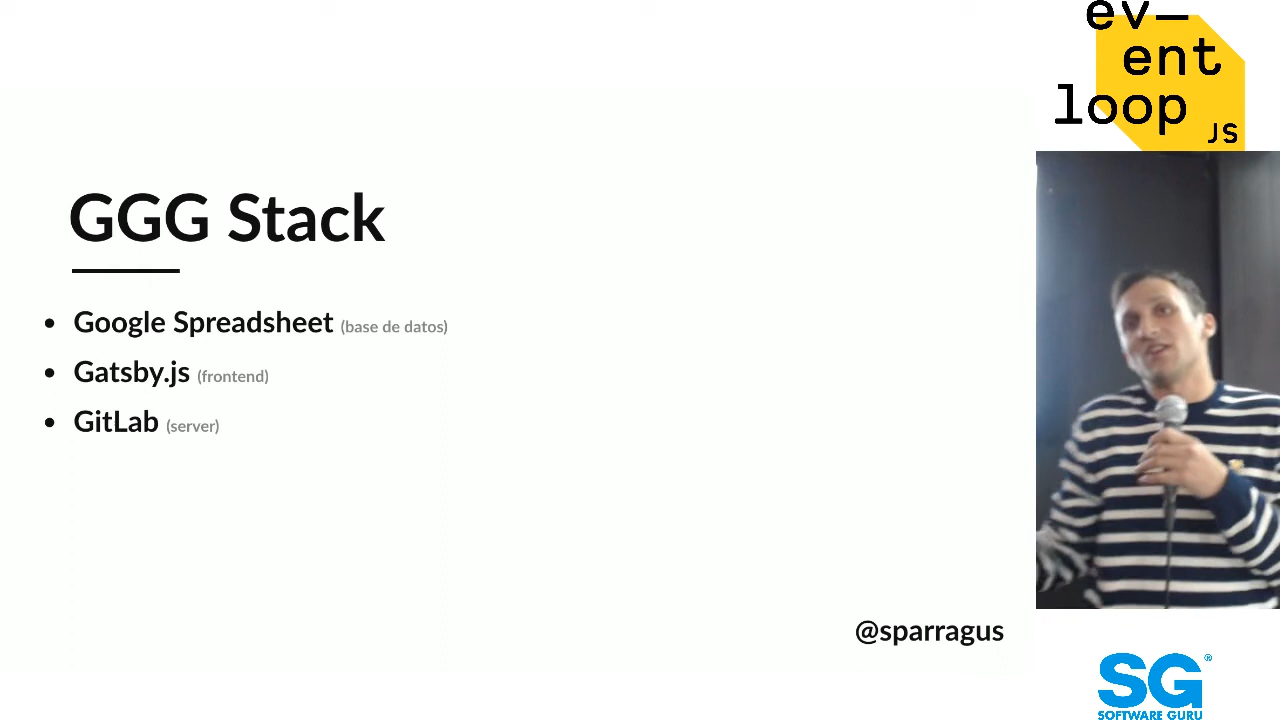 GGG Stack
Google Spreadsheet (base de datos)
Gatsby.js (frontend)
GitLab (server)
@sparragus
ev—
ent
loop
JS
SG®
SOFTWARE GURU